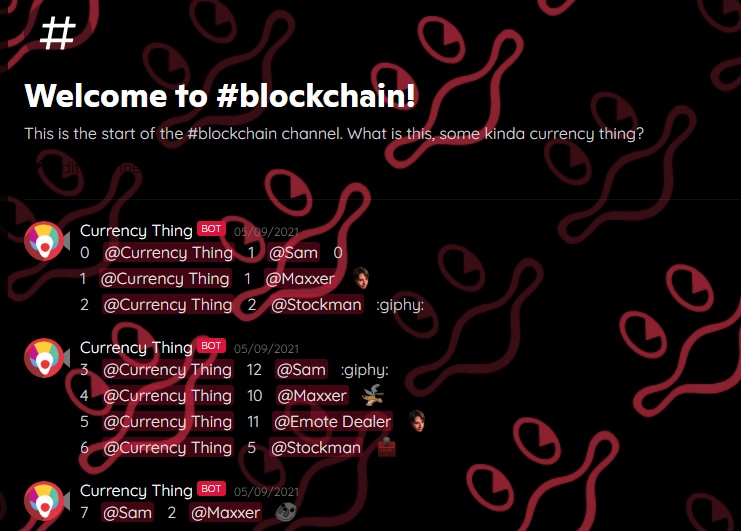 #
Welcome to #blockchain!
This is the start of the #blockchain channel. What is this, some kinda currency thing?
Currency Thing BOT 05/09/2021
0 @Currency Thing 1 @Sam 0
1 @Currency Thing 1 @Maxxer
2 @Currency Thing 2 @Stockman :giphy:
Currency Thing BOT 05/09/2021
3 @Currency Thing 12 @Sam :giphy:
4 @Currency Thing 10 @Maxxer
5 @Currency Thing 11 @Emote Dealer
6 @Currency Thing 5 @Stockman
Currency Thing BOT 05/09/2021
7 @Sam 2 @Maxxer